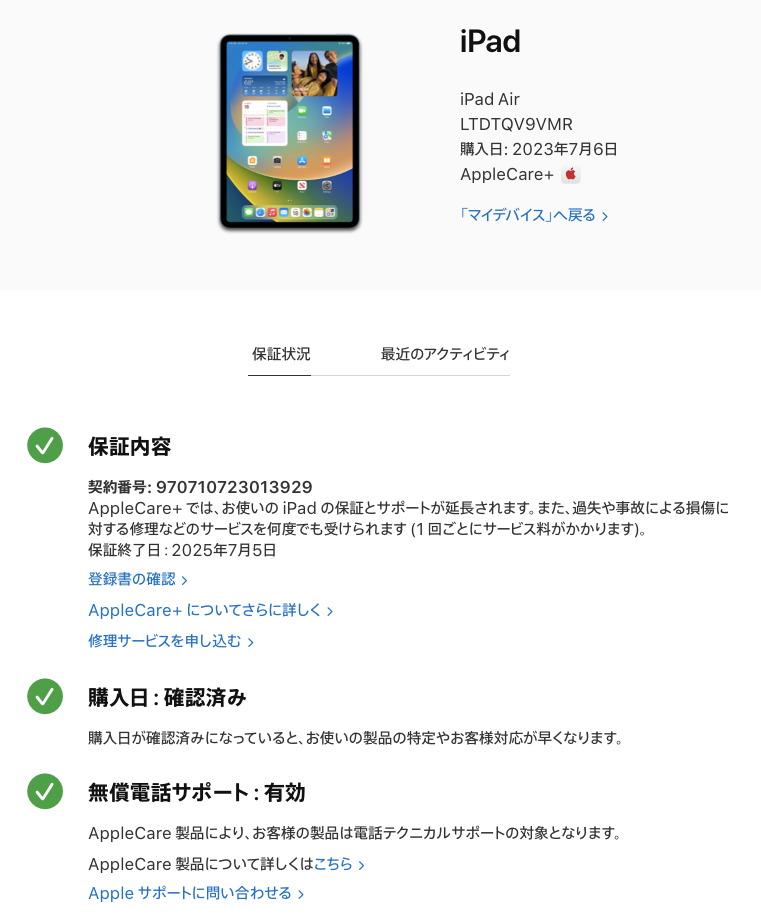 iPad
iPad Air
LTDTQV9VMR
購入日: 2023年7月6日
AppleCare+
「マイデバイス」へ戻る ›
保証状況
最近のアクティビティ
保証内容
契約番号: 970710723013929
AppleCare+ では、お使いの iPad の保証とサポートが延長されます。また、過失や事故による損傷に
対する修理などのサービスを何度でも受けられます (1 回ごとにサービス料がかかります)。
保証終了日 : 2025年7月5日
登録書の確認 ›
AppleCare+ についてさらに詳しく ›
修理サービスを申し込む ›
購入日 : 確認済み
購入日が確認済みになっていると、お使いの製品の特定やお客様対応が早くなります。
無償電話サポート : 有効
AppleCare 製品により、お客様の製品は電話テクニカルサポートの対象となります。
AppleCare 製品について詳しくはこちら ›
Apple サポートに問い合わせる ›